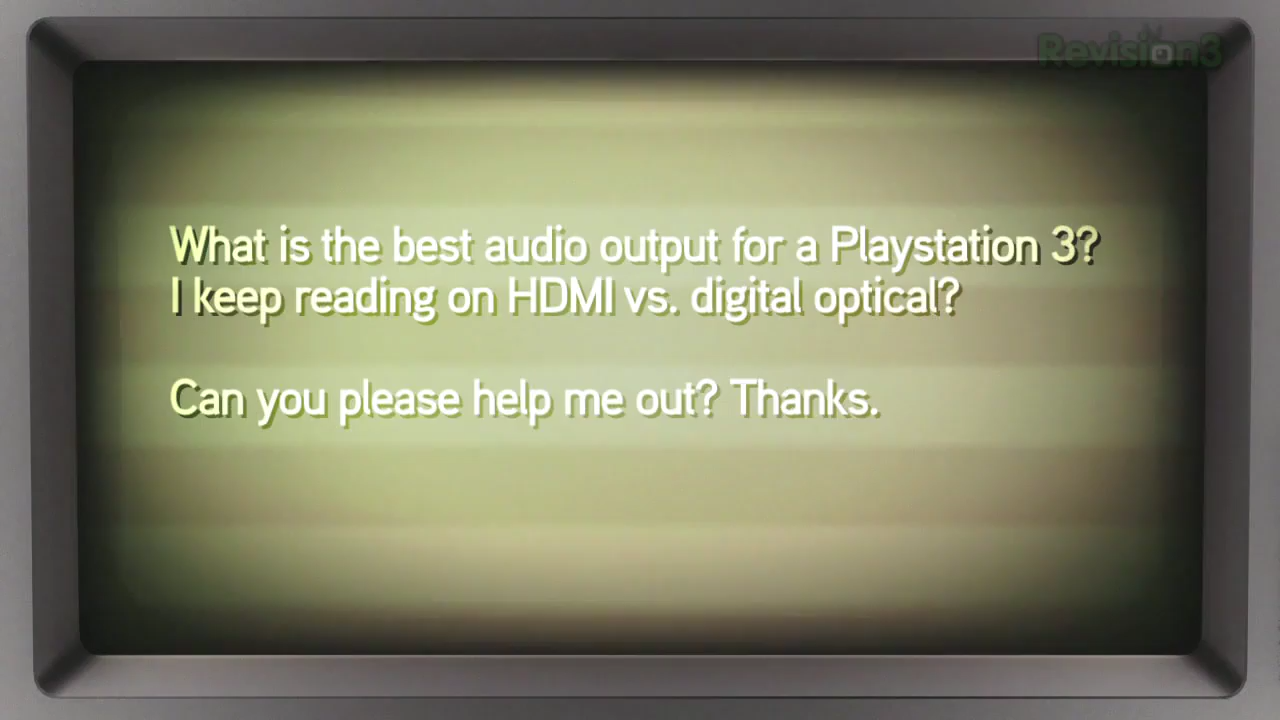 Revision3
What is the best audio output for a Playstation 3?
I keep reading on HDMI vs. digital optical?
Can you please help me out? Thanks.